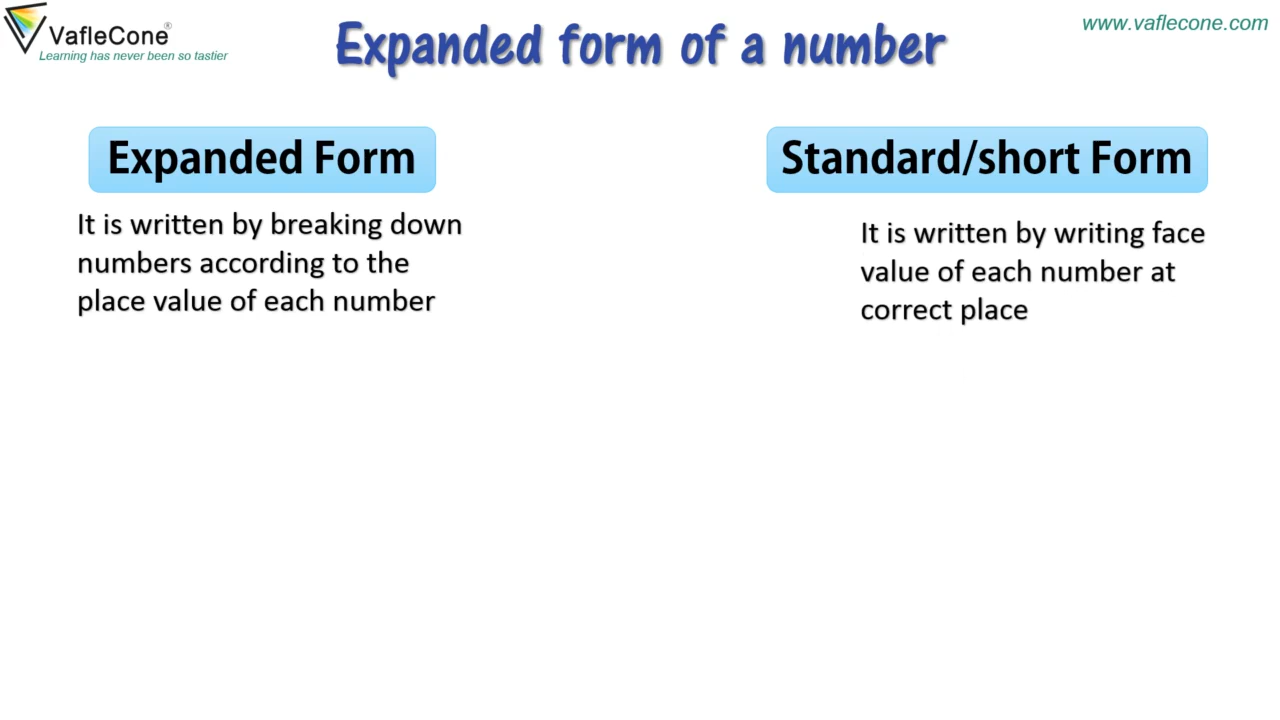 VafleCone®
Learning has never been so tastier
Expanded form of a number
www.vaflecone.com
Expanded Form
It is written by breaking down
numbers according to the
place value of each number
Standard/short Form
It is written by writing face
value of each number at
correct place